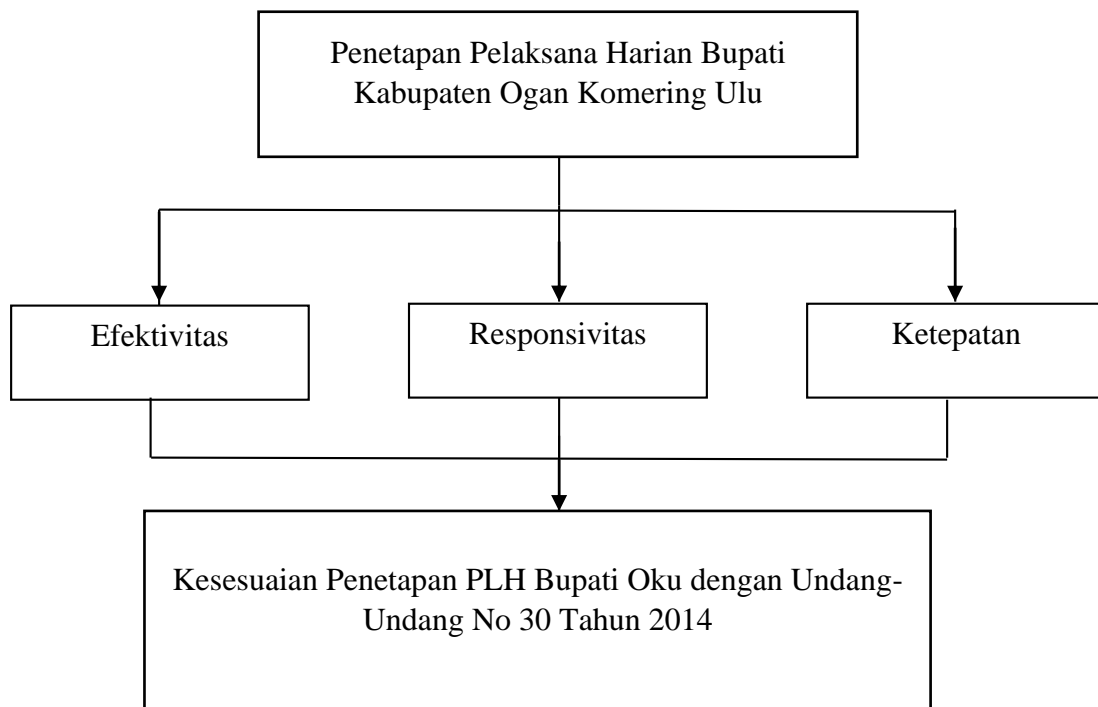 Penetapan Pelaksana Harian Bupati
Kabupaten Ogan Komering Ulu
Efektivitas
Responsivitas
Ketepatan
Kesesuaian Penetapan PLH Bupati Oku dengan Undang-
Undang No 30 Tahun 2014